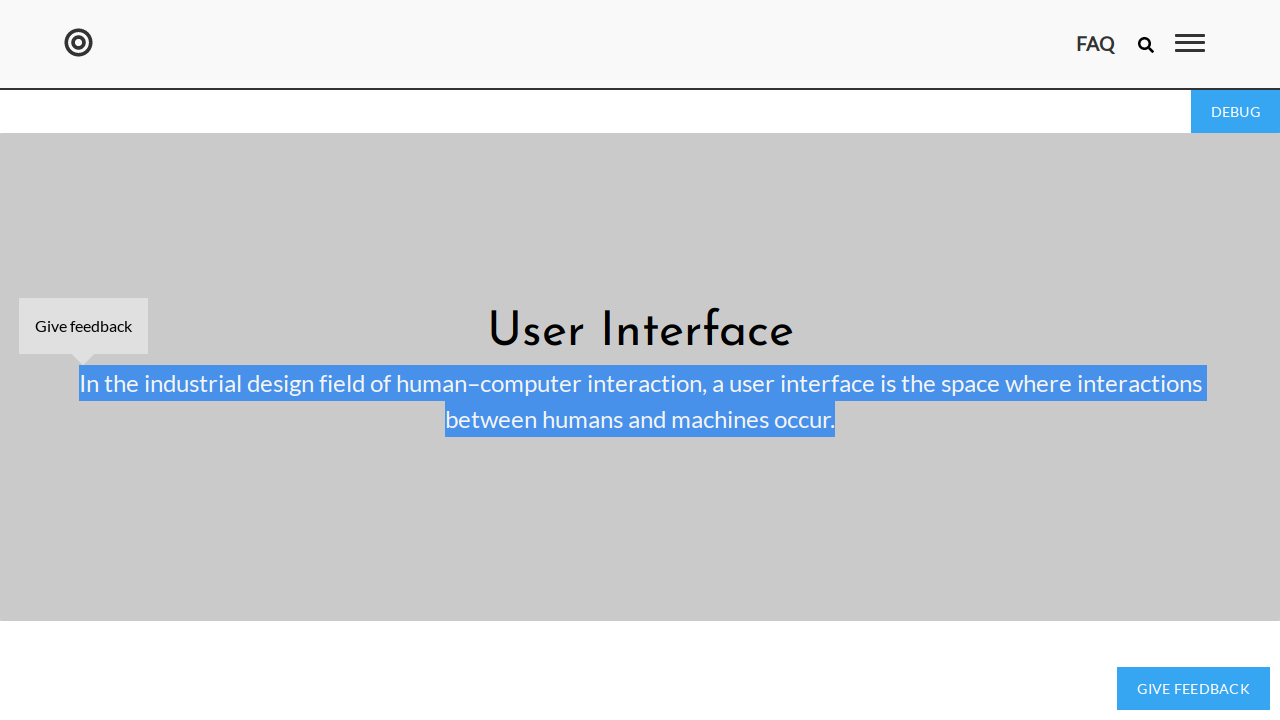 FAQ
DEBUG
Give feedback
User Interface
In the industrial design field of human–computer interaction, a user interface is the space where interactions
between humans and machines occur.
GIVE FEEDBACK